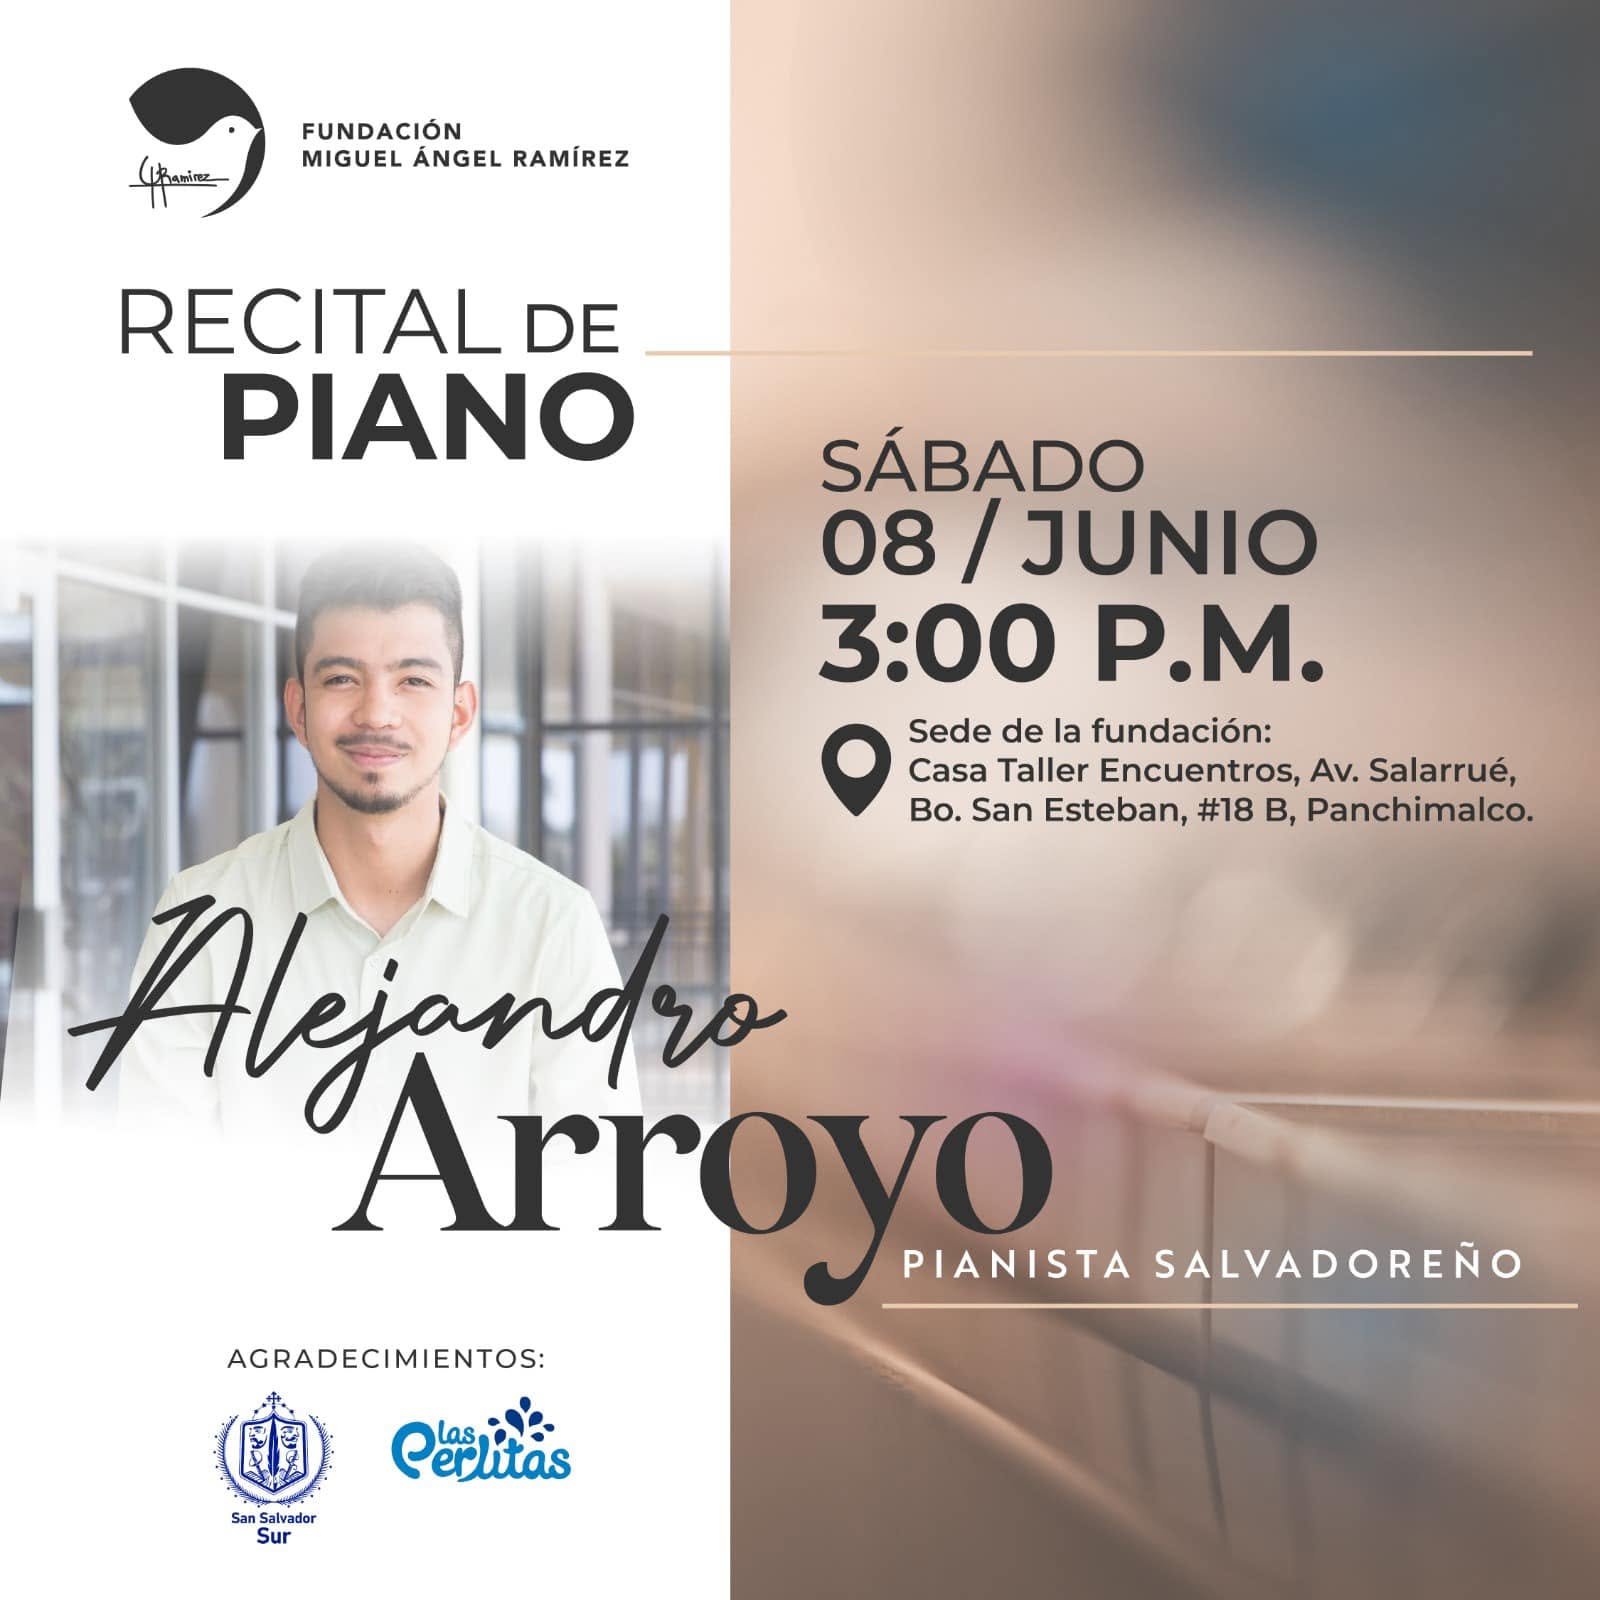 FUNDACIÓN
MIGUEL ÁNGEL RAMÍREZ
Ramirez
RECITAL DE
PIANO
SÁBADO
08 / JUNIO
3:00 P.M.
Sede de la fundación:
Casa Taller Encuentros, Av. Salarrué,
Bo. San Esteban, #18 B, Panchimalco.
Alejandro
Arroyo
PIANISTA SALVADOREÑO
AGRADECIMIENTOS:
San Salvador
Sur
las
Perlitas